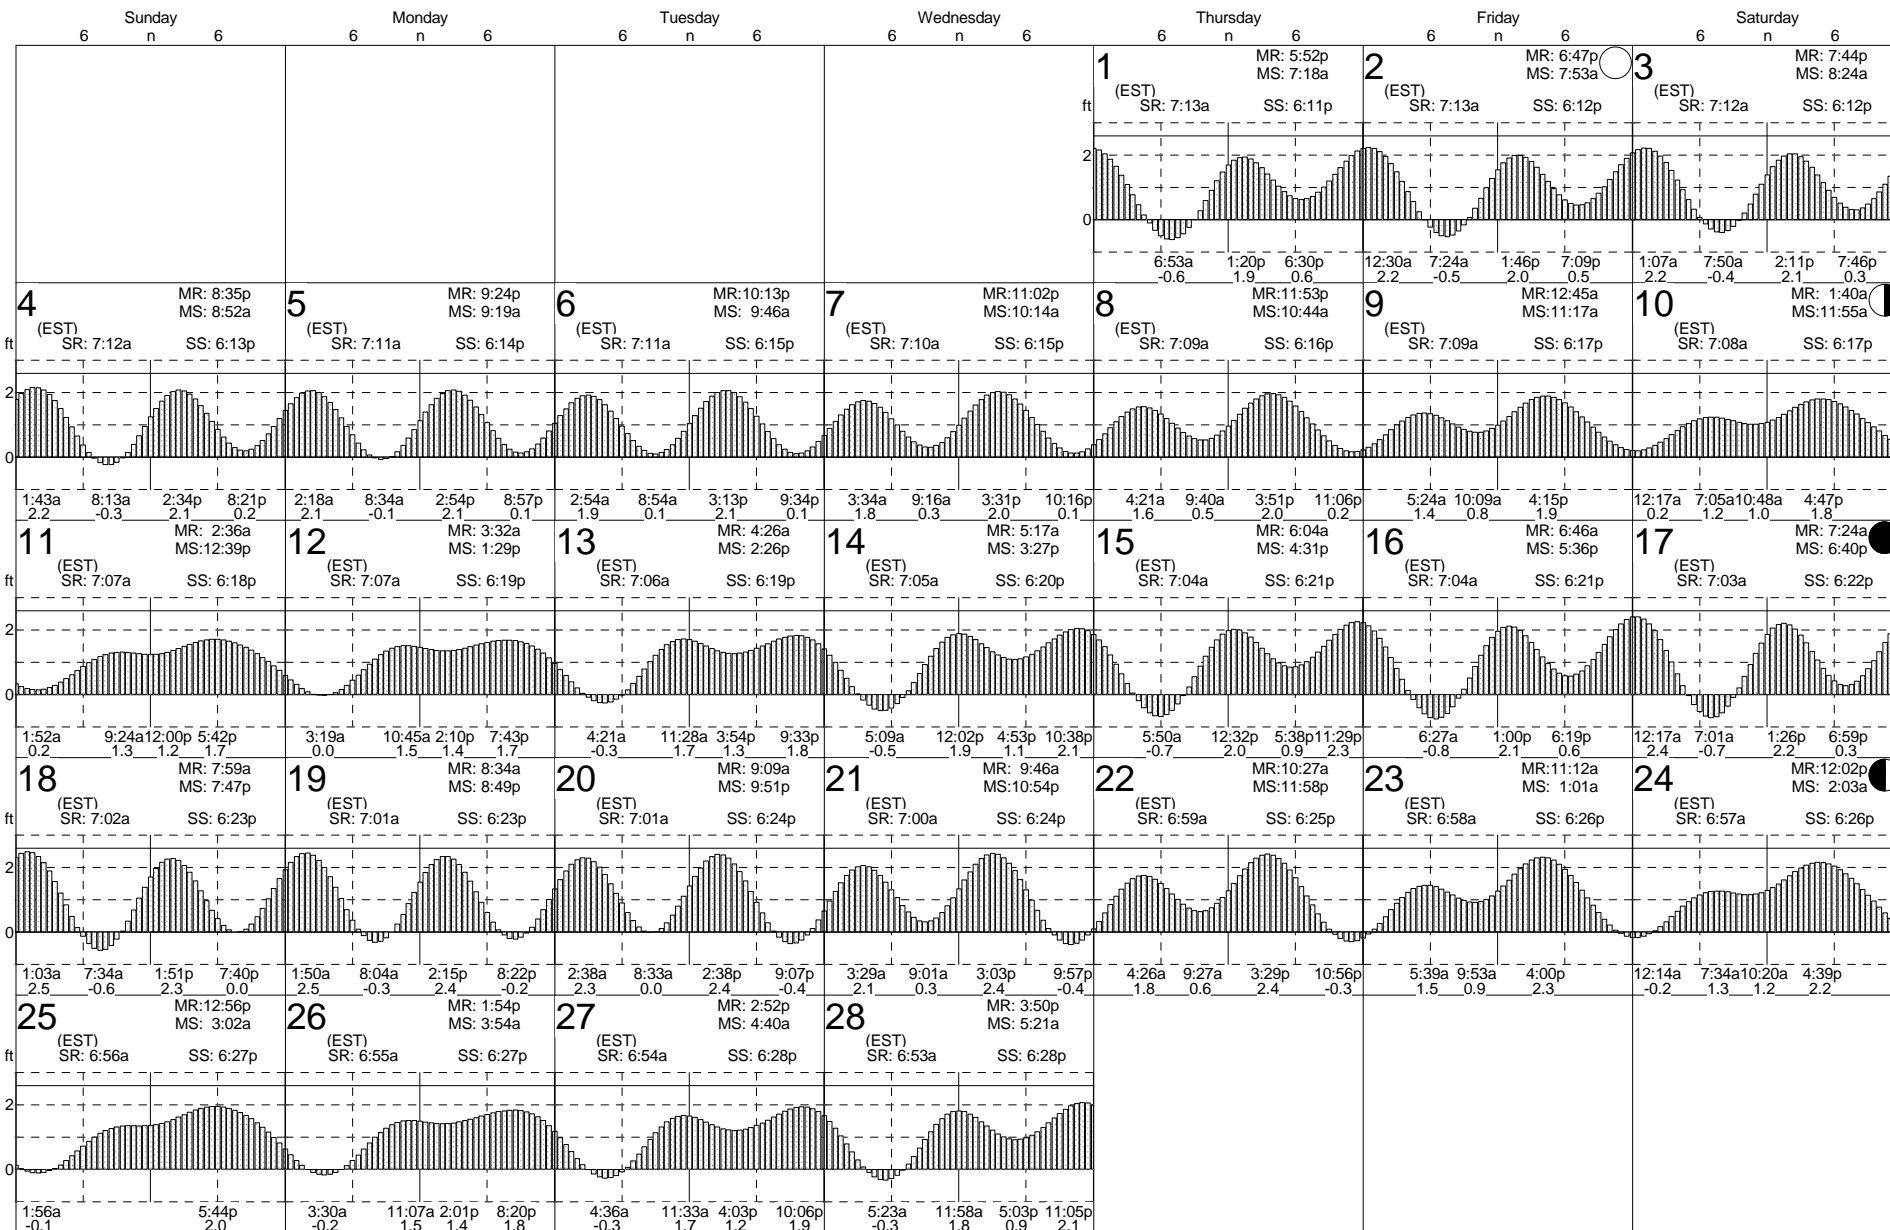 Sunday Monday Tuesday Wednesday Thursday Friday Saturday
6 n 6 6 n 6 6 n 6 6 n 6 6 n 6 6 n 6 6 n 6
1 MR: 5:52p 2 MR: 6:47p 3 MR: 7:44p
MS: 7:18a MS: 7:53a MS: 8:24a
(EST) (EST) (EST)
ft SR: 7:13a SS: 6:11p SR: 7:13a SS: 6:12p SR: 7:12a SS: 6:12p
2
0
6:53a 1:20p 6:30p 12:30a 7:24a 1:46p 7:09p 1:07a 7:50a 2:11p 7:46p
-0.6 1.9 0.6 2.2 -0.5 2.0 0.5 2.2 -0.4 2.1 0.3
4 MR: 8:35p 5 MR: 9:24p 6 MR:10:13p 7 MR:11:02p 8 MR:11:53p 9 MR:12:45a 10 MR: 1:40a
MS: 8:52a MS: 9:19a MS: 9:46a MS:10:14a MS:10:44a MS:11:17a MS:11:55a
(EST) (EST) (EST) (EST) (EST) (EST) (EST)
ft SR: 7:12a SS: 6:13p SR: 7:11a SS: 6:14p SR: 7:11a SS: 6:15p SR: 7:10a SS: 6:15p SR: 7:09a SS: 6:16p SR: 7:09a SS: 6:17p SR: 7:08a SS: 6:17p
2
0
1:43a 8:13a 2:34p 8:21p 2:18a 8:34a 2:54p 8:57p 2:54a 8:54a 3:13p 9:34p 3:34a 9:16a 3:31p 10:16p 4:21a 9:40a 3:51p 11:06p 5:24a 10:09a 4:15p 12:17a 7:05a 10:48a 4:47p
2.2 -0.3 2.1 0.2 2.1 -0.1 2.1 0.1 1.9 0.1 2.1 0.1 1.8 0.3 2.0 0.1 1.6 0.5 2.0 0.2 1.4 0.8 1.9 0.2 1.2 1.0 1.8
11 MR: 2:36a 12 MR: 3:32a 13 MR: 4:26a 14 MR: 5:17a 15 MR: 6:04a 16 MR: 6:46a 17 MR: 7:24a
MS:12:39p MS: 1:29p MS: 2:26p MS: 3:27p MS: 4:31p MS: 5:36p MS: 6:40p
(EST) (EST) (EST) (EST) (EST) (EST) (EST)
ft SR: 7:07a SS: 6:18p SR: 7:07a SS: 6:19p SR: 7:06a SS: 6:19p SR: 7:05a SS: 6:20p SR: 7:04a SS: 6:21p SR: 7:04a SS: 6:21p SR: 7:03a SS: 6:22p
2
0
1:52a 9:24a 12:00p 5:42p 3:19a 10:45a 2:10p 7:43p 4:21a 11:28a 3:54p 9:33p 5:09a 12:02p 4:53p 10:38p 5:50a 12:32p 5:38p 11:29p 6:27a 1:00p 6:19p 12:17a 7:01a 1:26p 6:59p
0.2 1.3 1.2 1.7 0.0 1.5 1.4 1.7 -0.3 1.7 1.3 1.8 -0.5 1.9 1.1 2.1 -0.7 2.0 0.9 2.3 -0.8 2.1 0.6 2.4 -0.7 2.2 0.3
18 MR: 7:59a 19 MR: 8:34a 20 MR: 9:09a 21 MR: 9:46a 22 MR:10:27a 23 MR:11:12a 24 MR:12:02p
MS: 7:47p MS: 8:49p MS: 9:51p MS:10:54p MS:11:58p MS: 1:01a MS: 2:03a
(EST) (EST) (EST) (EST) (EST) (EST) (EST)
ft SR: 7:02a SS: 6:23p SR: 7:01a SS: 6:23p SR: 7:01a SS: 6:24p SR: 7:00a SS: 6:24p SR: 6:59a SS: 6:25p SR: 6:58a SS: 6:26p SR: 6:57a SS: 6:26p
2
0
1:03a 7:34a 1:51p 7:40p 1:50a 8:04a 2:15p 8:22p 2:38a 8:33a 2:38p 9:07p 3:29a 9:01a 3:03p 9:57p 4:26a 9:27a 3:29p 10:56p 5:39a 9:53a 4:00p 12:14a 7:34a 10:20a 4:39p
2.5 -0.6 2.3 0.0 2.5 -0.3 2.4 -0.2 2.3 0.0 2.4 -0.4 2.1 0.3 2.4 -0.4 1.8 0.6 2.4 -0.3 1.5 0.9 2.3 -0.2 1.3 1.2 2.2
25 MR:12:56p 26 MR: 1:54p 27 MR: 2:52p 28 MR: 3:50p
MS: 3:02a MS: 3:54a MS: 4:40a MS: 5:21a
(EST) (EST) (EST) (EST)
ft SR: 6:56a SS: 6:27p SR: 6:55a SS: 6:27p SR: 6:54a SS: 6:28p SR: 6:53a SS: 6:28p
2
0
1:56a 5:44p 3:30a 11:07a 2:01p 8:20p 4:36a 11:33a 4:03p 10:06p 5:23a 11:58a 5:03p 11:05p
-0.1 2.0 -0.2 1.5 1.4 1.8 -0.3 1.7 1.2 1.9 -0.3 1.8 0.9 2.1